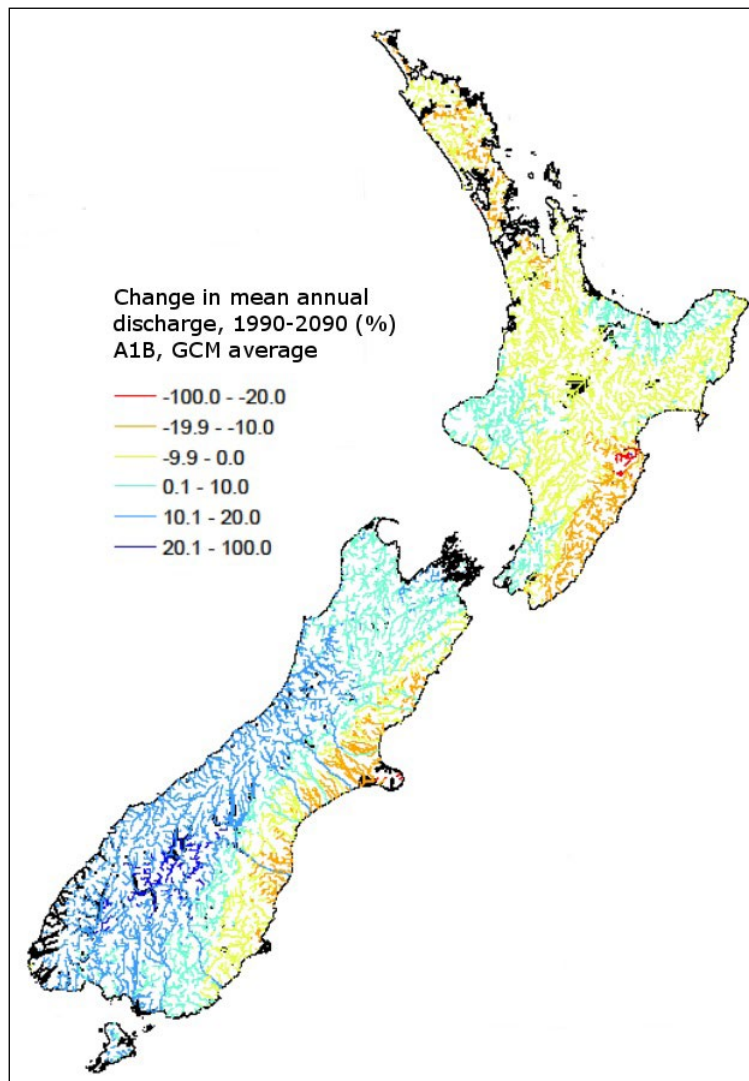 Change in mean annual
discharge, 1990-2090 (%)
A1B, GCM average
-100.0 - -20.0
-19.9 - -10.0
-9.9 - 0.0
0.1 - 10.0
10.1 - 20.0
20.1 - 100.0